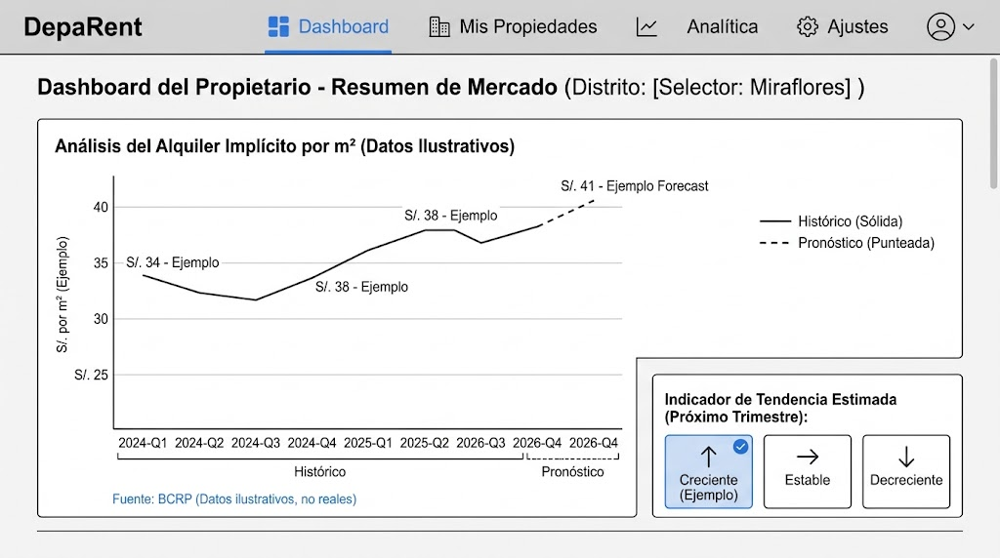 DepaRent
Dashboard
Mis Propiedades
Analítica
Ajustes
Dashboard del Propietario - Resumen de Mercado (Distrito: [Selector: Miraflores] )
Análisis del Alquiler Implícito por m² (Datos Ilustrativos)
S/. por m² (Ejemplo)
40
35
30
S/. 25
S/. 34 - Ejemplo
S/. 38 - Ejemplo
S/. 38 - Ejemplo
S/. 41 - Ejemplo Forecast
Histórico (Sólida)
Pronóstico (Punteada)
2024-Q1 2024-Q2 2024-Q3 2024-Q4 2025-Q1 2025-Q2 2026-Q3 2026-Q4 2026-Q4
Histórico
Pronóstico
Fuente: BCRP (Datos ilustrativos, no reales)
Indicador de Tendencia Estimada
(Próximo Trimestre):
Creciente
(Ejemplo)
Estable
Decreciente